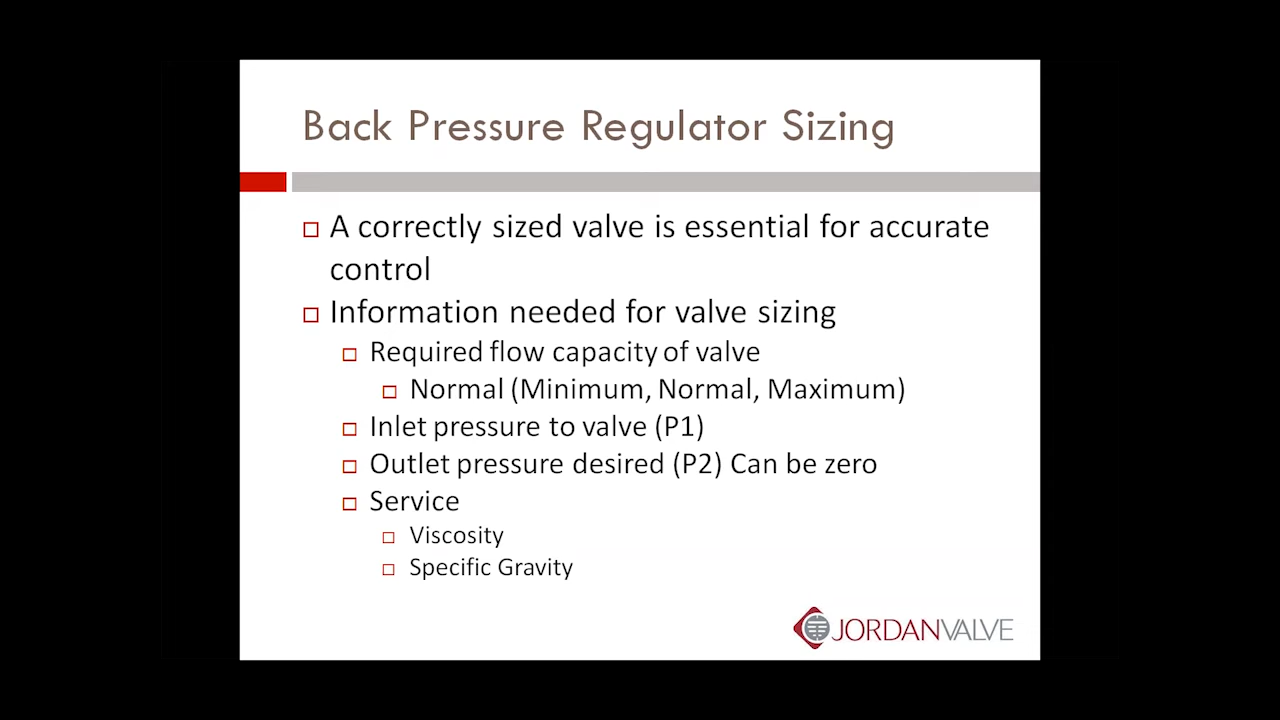 Back Pressure Regulator Sizing
A correctly sized valve is essential for accurate
control
Information needed for valve sizing
Required flow capacity of valve
Normal (Minimum, Normal, Maximum)
Inlet pressure to valve (P1)
Outlet pressure desired (P2) Can be zero
Service
Viscosity
Specific Gravity
JORDANVALVE